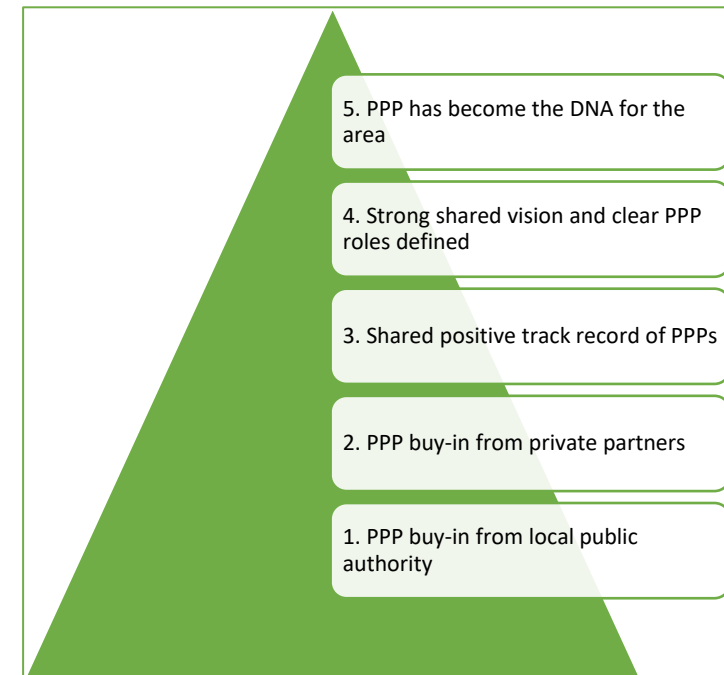 5. PPP has become the DNA for the
area
4. Strong shared vision and clear PPP
roles defined
3. Shared positive track record of PPPs
2. PPP buy-in from private partners
1. PPP buy-in from local public
authority